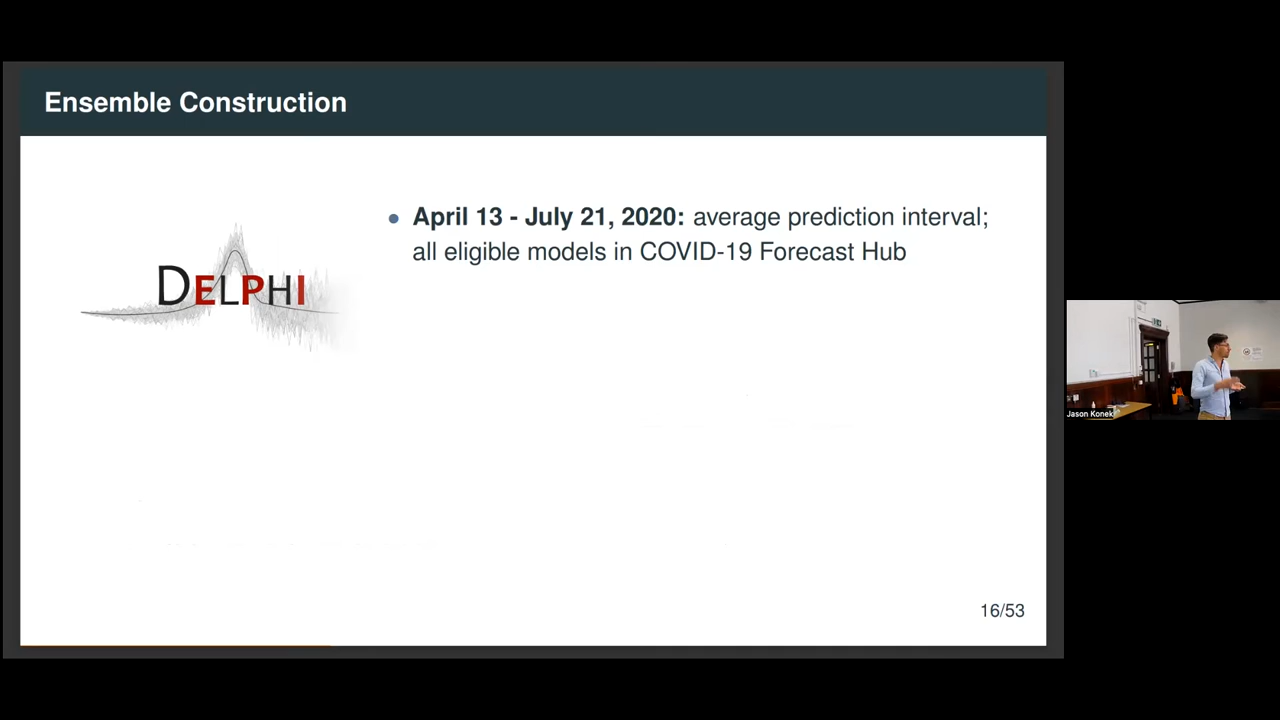 Ensemble Construction
DELPHI
• April 13 - July 21, 2020: average prediction interval;
all eligible models in COVID-19 Forecast Hub
16/53
Jason Konek